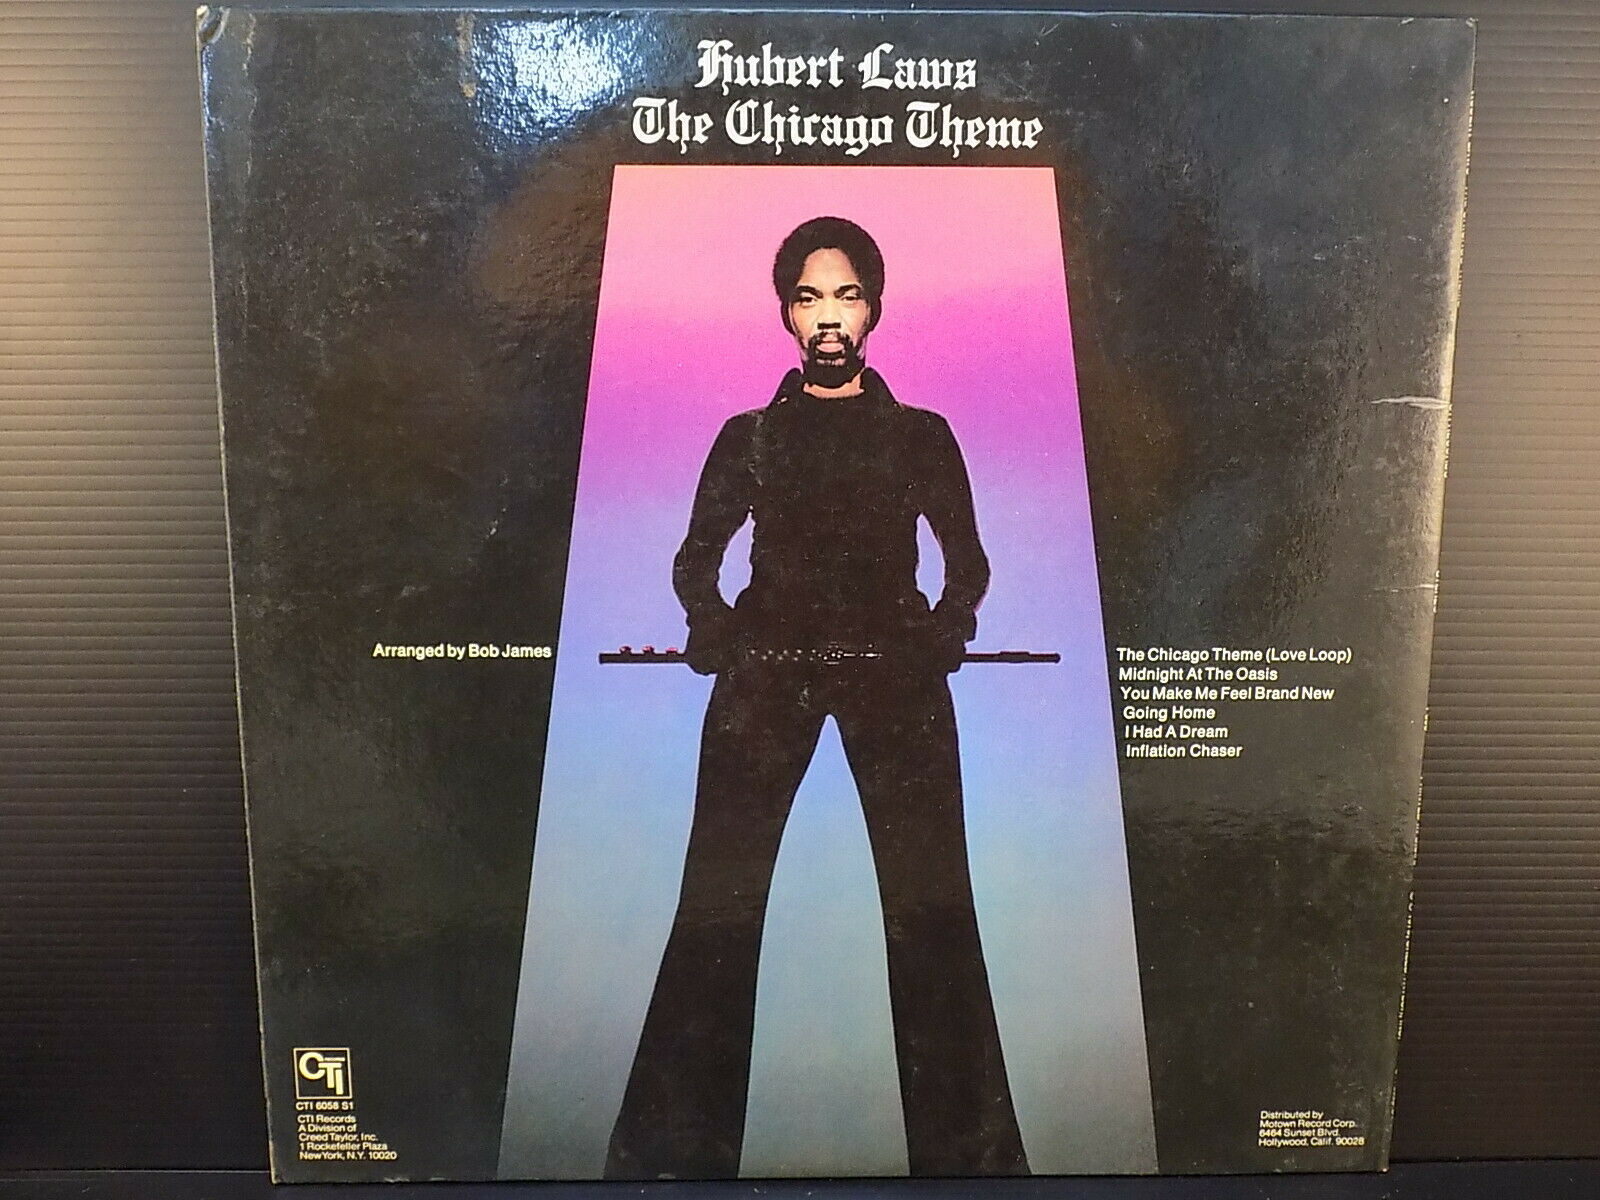 Hubert Laws
The Chicago Theme
Arranged by Bob James
The Chicago Theme (Love Loop)
Midnight At The Oasis
You Make Me Feel Brand New
Going Home
I Had A Dream
Inflation Chaser
CTI
CTI 6058 S1
CTI Records
A Division of
Creed Taylor, Inc.
1 Rockefeller Plaza
New York, N.Y. 10020
Distributed by
Motown Record Corp.
6464 Sunset Blvd.
Hollywood, Calif. 90028